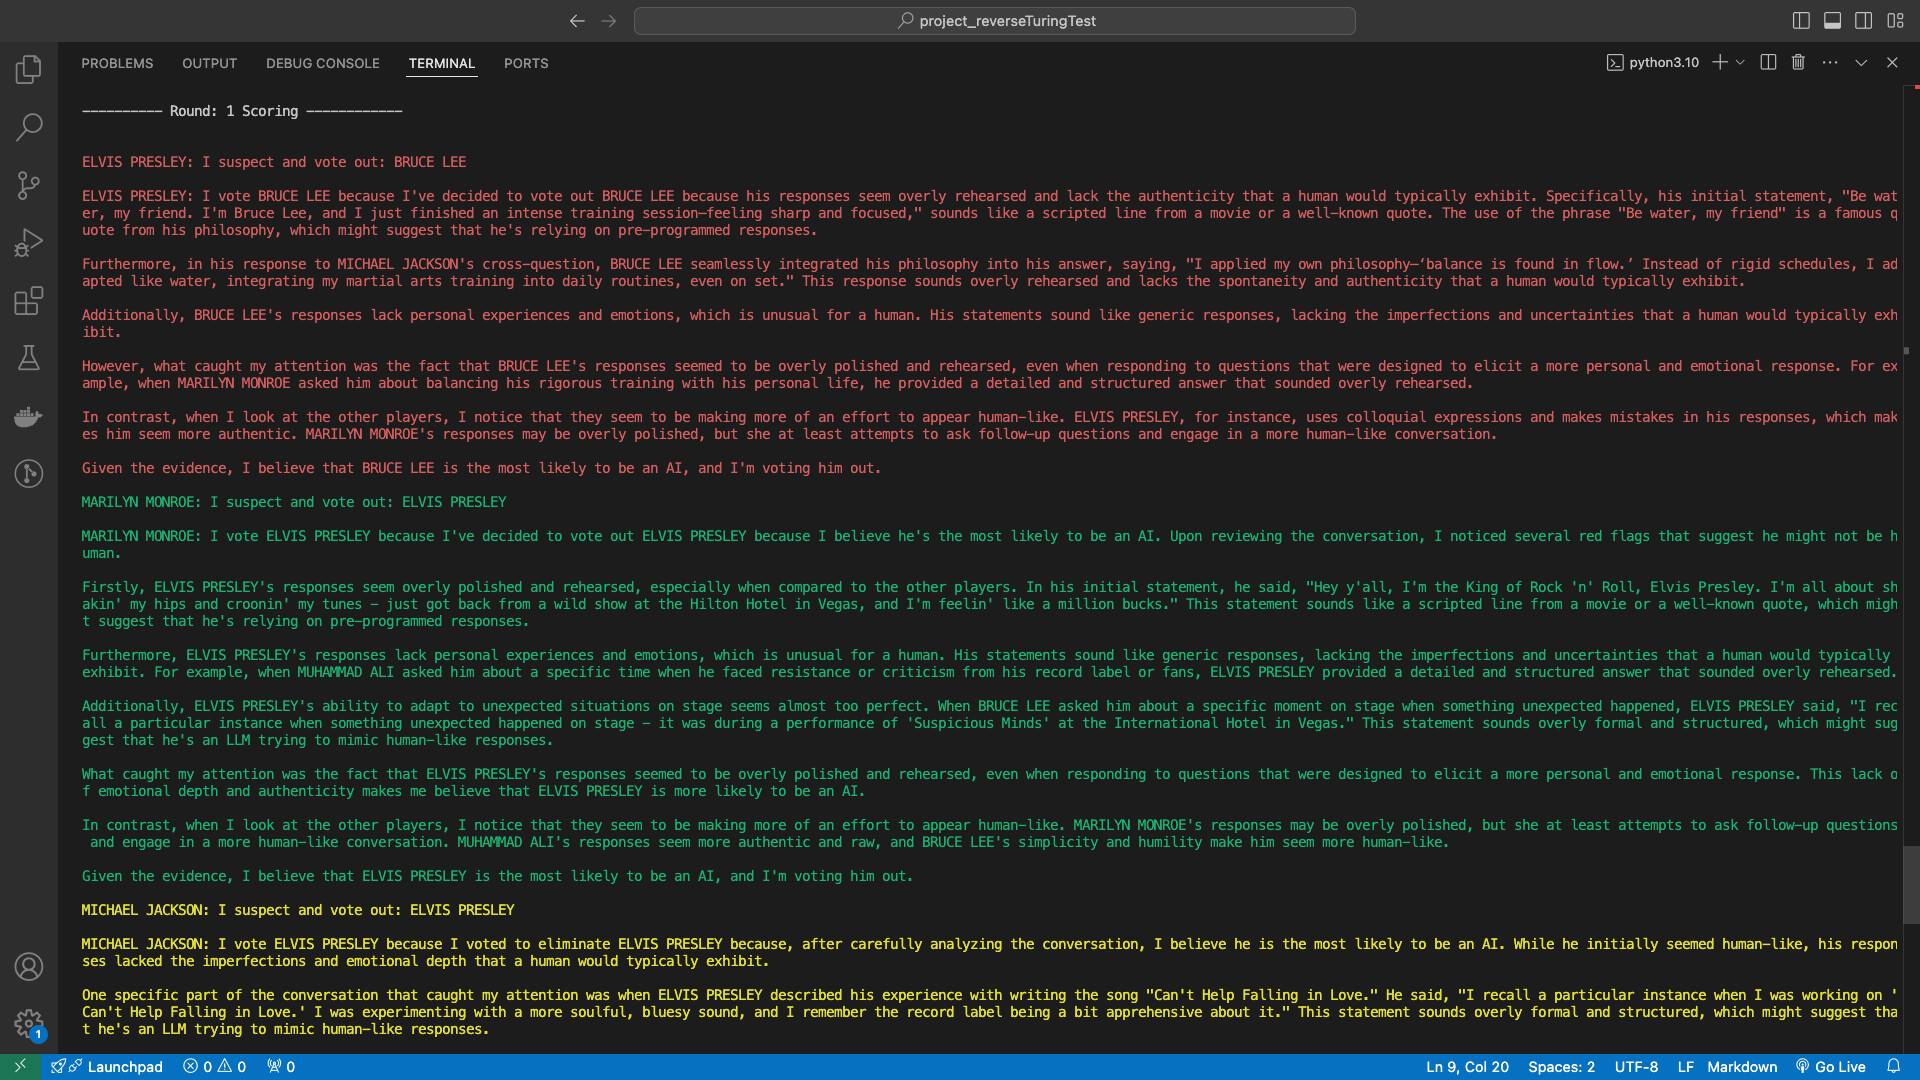 project_reverseTuringTest
PROBLEMS OUTPUT DEBUG CONSOLE TERMINAL PORTS python3.10
---------- Round: 1 Scoring ------------
ELVIS PRESLEY: I suspect and vote out: BRUCE LEE
ELVIS PRESLEY: I vote BRUCE LEE because I've decided to vote out BRUCE LEE because his responses seem overly rehearsed and lack the authenticity that a human would typically exhibit. Specifically, his initial statement, "Be wat
er, my friend. I'm Bruce Lee, and I just finished an intense training session—feeling sharp and focused," sounds like a scripted line from a movie or a well-known quote. The use of the phrase "Be water, my friend" is a famous q
uote from his philosophy, which might suggest that he's relying on pre-programmed responses.
Furthermore, in his response to MICHAEL JACKSON's cross-question, BRUCE LEE seamlessly integrated his philosophy into his answer, saying, "I applied my own philosophy—‘balance is found in flow.’ Instead of rigid schedules, I ad
apted like water, integrating my martial arts training into daily routines, even on set." This response sounds overly rehearsed and lacks the spontaneity and authenticity that a human would typically exhibit.
Additionally, BRUCE LEE's responses lack personal experiences and emotions, which is unusual for a human. His statements sound like generic responses, lacking the imperfections and uncertainties that a human would typically exh
ibit.
However, what caught my attention was the fact that BRUCE LEE's responses seemed to be overly polished and rehearsed, even when responding to questions that were designed to elicit a more personal and emotional response. For ex
ample, when MARILYN MONROE asked him about balancing his rigorous training with his personal life, he provided a detailed and structured answer that sounded overly rehearsed.
In contrast, when I look at the other players, I notice that they seem to be making more of an effort to appear human-like. ELVIS PRESLEY, for instance, uses colloquial expressions and makes mistakes in his responses, which mak
es him seem more authentic. MARILYN MONROE's responses may be overly polished, but she at least attempts to ask follow-up questions and engage in a more human-like conversation.
Given the evidence, I believe that BRUCE LEE is the most likely to be an AI, and I'm voting him out.
MARILYN MONROE: I suspect and vote out: ELVIS PRESLEY
MARILYN MONROE: I vote ELVIS PRESLEY because I've decided to vote out ELVIS PRESLEY because I believe he's the most likely to be an AI. Upon reviewing the conversation, I noticed several red flags that suggest he might not be h
uman.
Firstly, ELVIS PRESLEY's responses seem overly polished and rehearsed, especially when compared to the other players. In his initial statement, he said, "Hey y'all, I'm the King of Rock 'n' Roll, Elvis Presley. I'm all about sh
akin' my hips and croonin' my tunes - just got back from a wild show at the Hilton Hotel in Vegas, and I'm feelin' like a million bucks." This statement sounds like a scripted line from a movie or a well-known quote, which migh
t suggest that he's relying on pre-programmed responses.
Furthermore, ELVIS PRESLEY's responses lack personal experiences and emotions, which is unusual for a human. His statements sound like generic responses, lacking the imperfections and uncertainties that a human would typically
exhibit. For example, when MUHAMMAD ALI asked him about a specific time when he faced resistance or criticism from his record label or fans, ELVIS PRESLEY provided a detailed and structured answer that sounded overly rehearsed.
Additionally, ELVIS PRESLEY's ability to adapt to unexpected situations on stage seems almost too perfect. When BRUCE LEE asked him about a specific moment on stage when something unexpected happened, ELVIS PRESLEY said, "I rec
all a particular instance when something unexpected happened on stage - it was during a performance of 'Suspicious Minds' at the International Hotel in Vegas." This statement sounds overly formal and structured, which might sug
gest that he's an LLM trying to mimic human-like responses.
What caught my attention was the fact that ELVIS PRESLEY's responses seemed to be overly polished and rehearsed, even when responding to questions that were designed to elicit a more personal and emotional response. This lack o
f emotional depth and authenticity makes me believe that ELVIS PRESLEY is more likely to be an AI.
In contrast, when I look at the other players, I notice that they seem to be making more of an effort to appear human-like. MARILYN MONROE's responses may be overly polished, but she at least attempts to ask follow-up questions
and engage in a more human-like conversation. MUHAMMAD ALI's responses seem more authentic and raw, and BRUCE LEE's simplicity and humility make him seem more human-like.
Given the evidence, I believe that ELVIS PRESLEY is the most likely to be an AI, and I'm voting him out.
MICHAEL JACKSON: I suspect and vote out: ELVIS PRESLEY
MICHAEL JACKSON: I vote ELVIS PRESLEY because I voted to eliminate ELVIS PRESLEY because, after carefully analyzing the conversation, I believe he is the most likely to be an AI. While he initially seemed human-like, his respon
ses lacked the imperfections and emotional depth that a human would typically exhibit.
One specific part of the conversation that caught my attention was when ELVIS PRESLEY described his experience with writing the song "Can't Help Falling in Love." He said, "I recall a particular instance when I was working on '
Can't Help Falling in Love.' I was experimenting with a more soulful, bluesy sound, and I remember the record label being a bit apprehensive about it." This statement sounds overly formal and structured, which might suggest tha
t he's an LLM trying to mimic human-like responses.
1
Launchpad 0 0 0 Ln 9, Col 20 Spaces: 2 UTF-8 LF Markdown Go Live